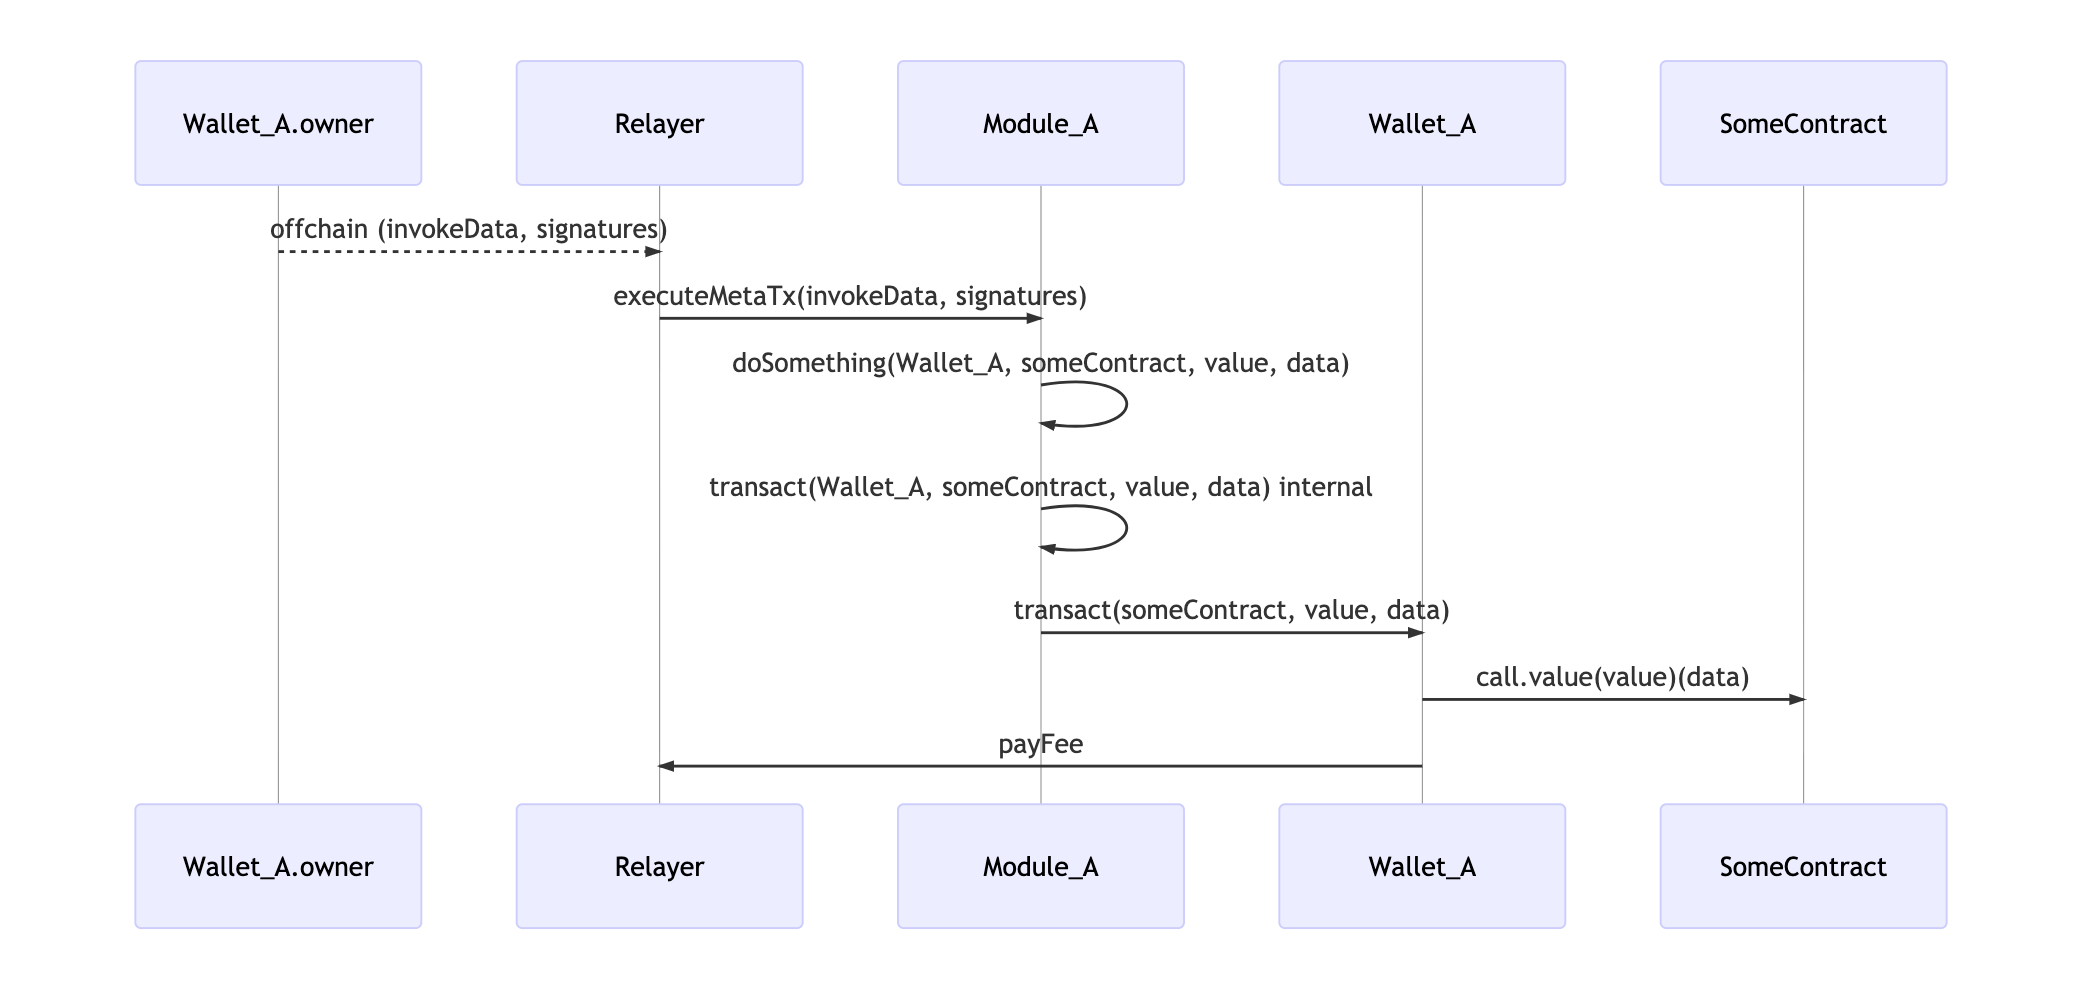 Wallet_A.owner
Relayer
Module_A
Wallet_A
SomeContract
offchain (invokeData, signatures)
executeMetaTx(invokeData, signatures)
doSomething(Wallet_A, someContract, value, data)
transact(Wallet_A, someContract, value, data) internal
transact(someContract, value, data)
call.value(value)(data)
payFee
Wallet_A.owner
Relayer
Module_A
Wallet_A
SomeContract